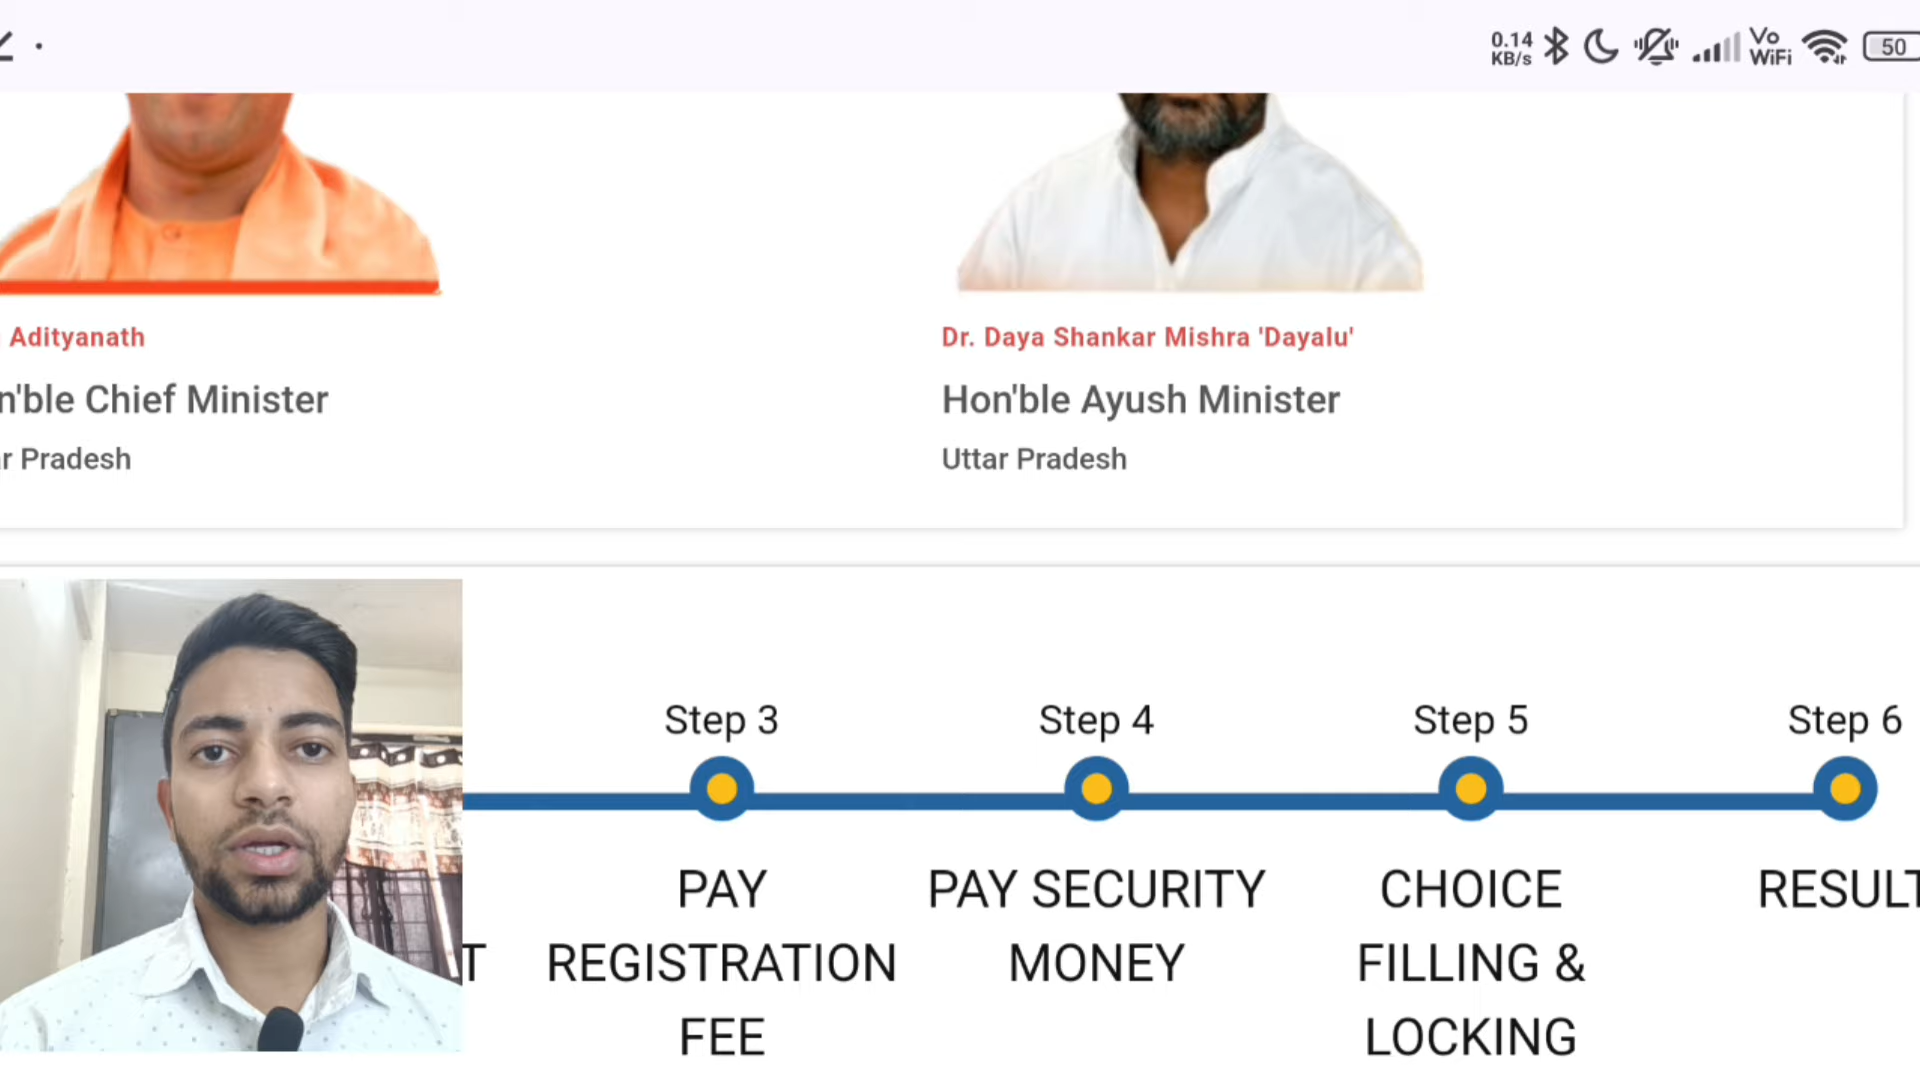 0.14
KB/s
Vo
WiFi
50
Adityanath
Dr. Daya Shankar Mishra 'Dayalu'
n'ble Chief Minister
Hon'ble Ayush Minister
r Pradesh
Uttar Pradesh
Step 3
Step 4
Step 5
Step 6
PAY
REGISTRATION
FEE
PAY SECURITY
MONEY
CHOICE
FILLING &
LOCKING
RESULT
T